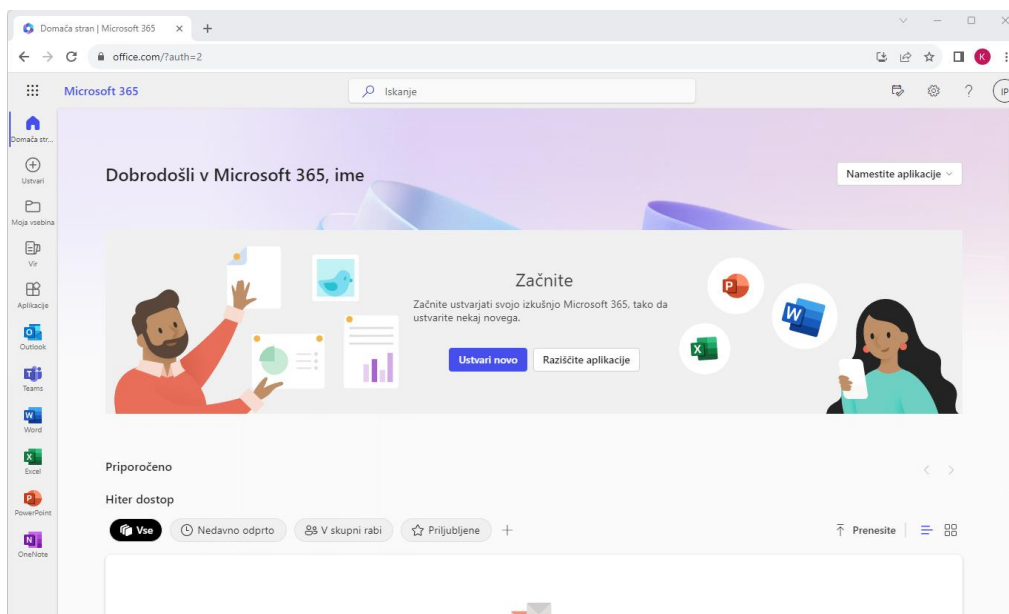 Domača stran | Microsoft 365
office.com/?auth=2
K
Microsoft 365
Iskanje
IP
Domača str...
Ustvari
Moja vsebina
Vir
Aplikacije
Outlook
Teams
Word
Excel
PowerPoint
OneNote
Dobrodošli v Microsoft 365, ime
Namestite aplikacije
Začnite
Začnite ustvarjati svojo izkušnjo Microsoft 365, tako da
ustvarite nekaj novega.
Ustvari novo
Raziščite aplikacije
Priporočeno
Hiter dostop
Vse
Nedavno odprto
V skupni rabi
Priljubljene
Prenesite